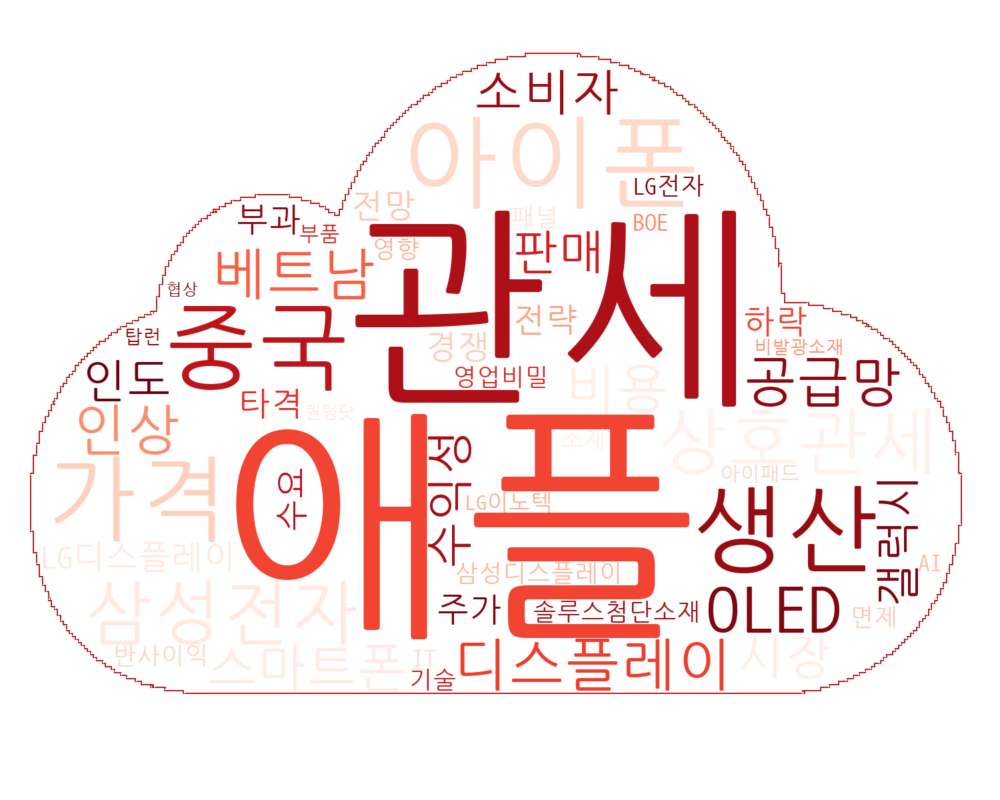 소비자
아이폰
LG전자
전망
패널
부과
부품
BOE
영향
판매
관세
베트남
협상
중국
전략
하락
탑런
경쟁
비발광소재
인도
영업비밀
비용
공급망
타격
퀀텀닷
인상
소재
상호관세
애플
가격
수요
수익성
LG이노텍
아이패드
생산
갤럭시
LG디스플레이
삼성디스플레이
AI
삼성전자
주가
솔루스첨단소재
OLED
면제
반사이익
스마트폰
IT
기술
디스플레이
시장